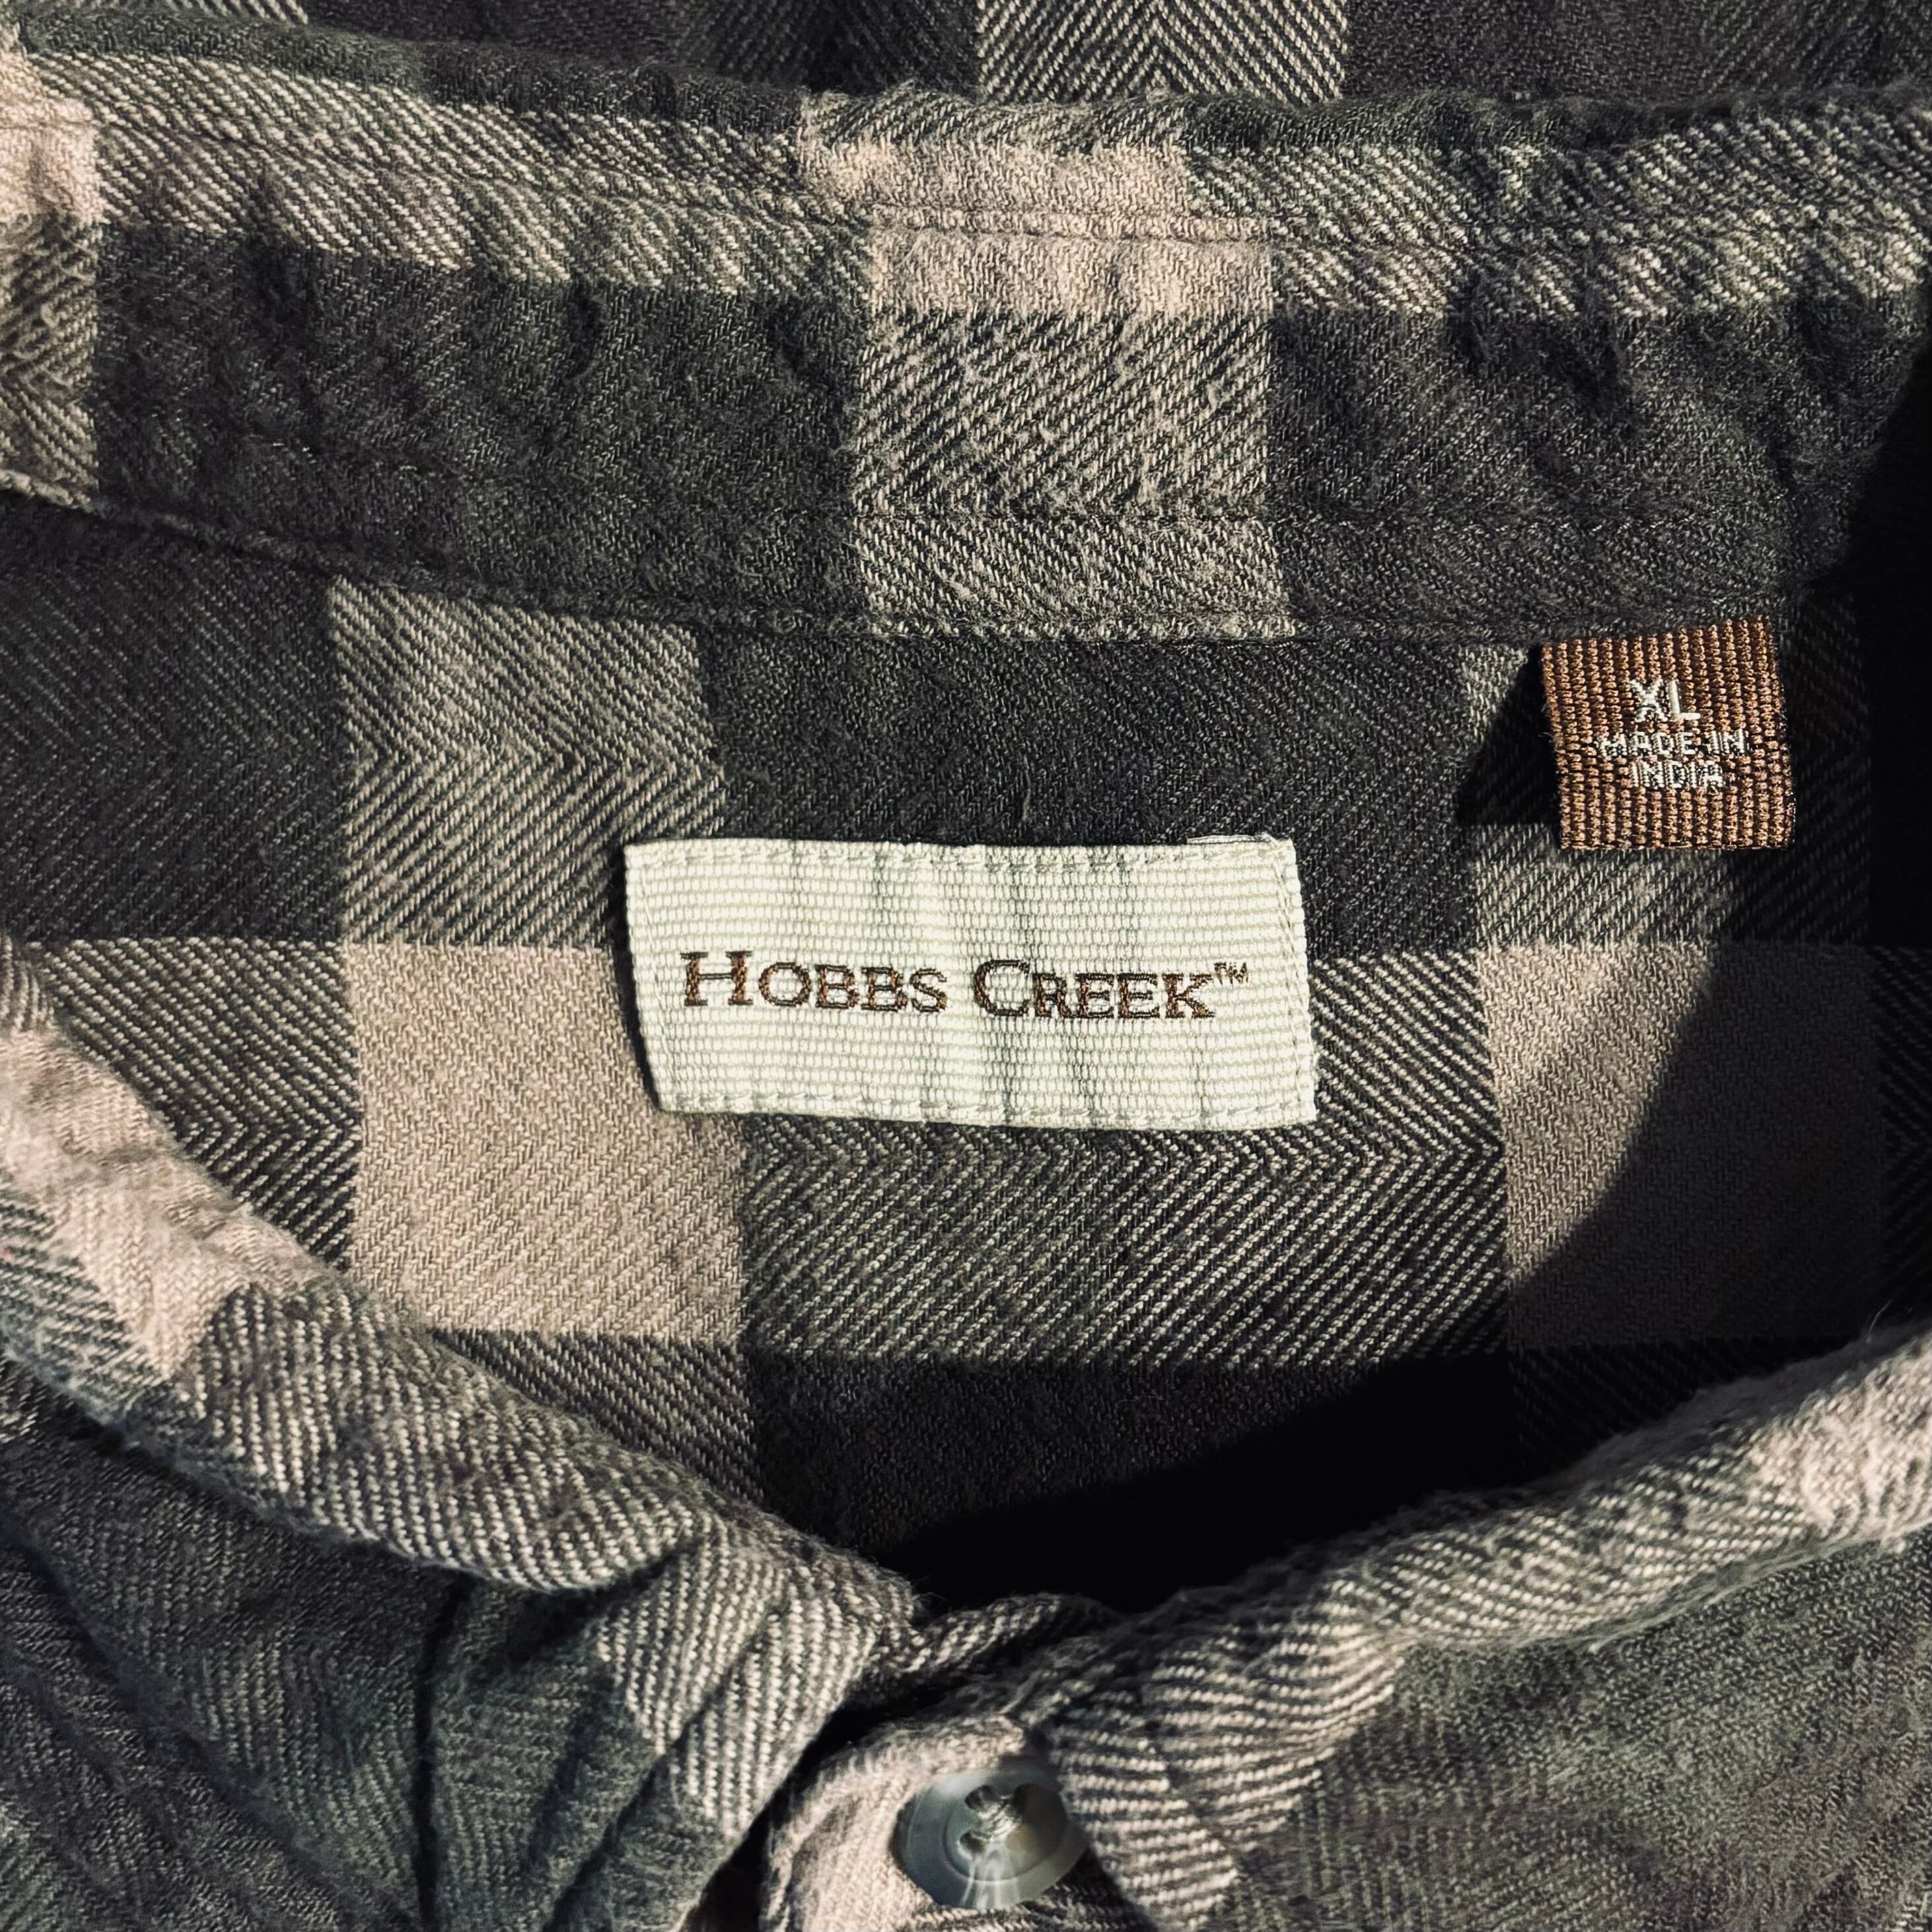 XL
MADE IN
INDIA
HOBBS CREEK™